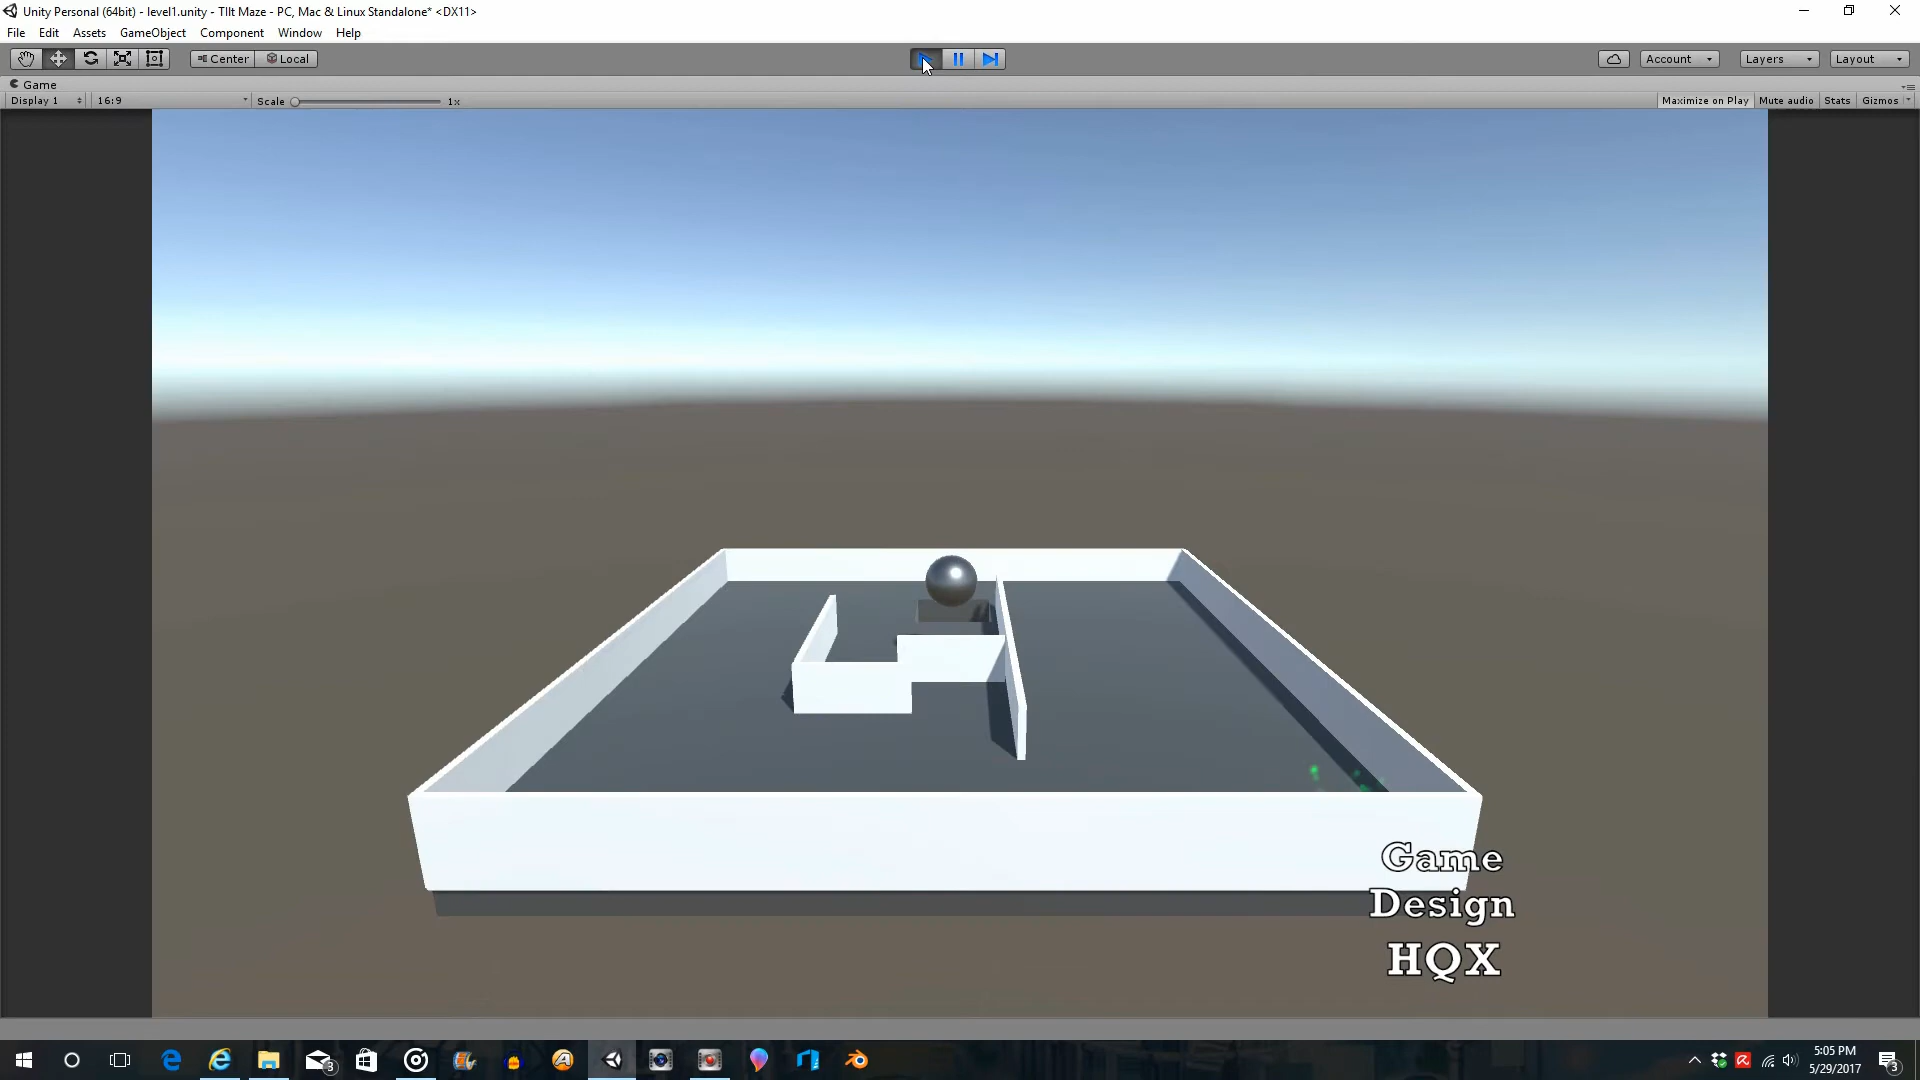 Unity Personal (64bit) - level1.unity - TIlt Maze - PC, Mac & Linux Standalone* <DX11>
File Edit Assets GameObject Component Window Help
Center Local Account Layers Layout
Game
Display 1 16:9 Scale 1x Maximize on Play Mute audio Stats Gizmos
Game
Design
HQX
3
5:05 PM
5/29/2017
3